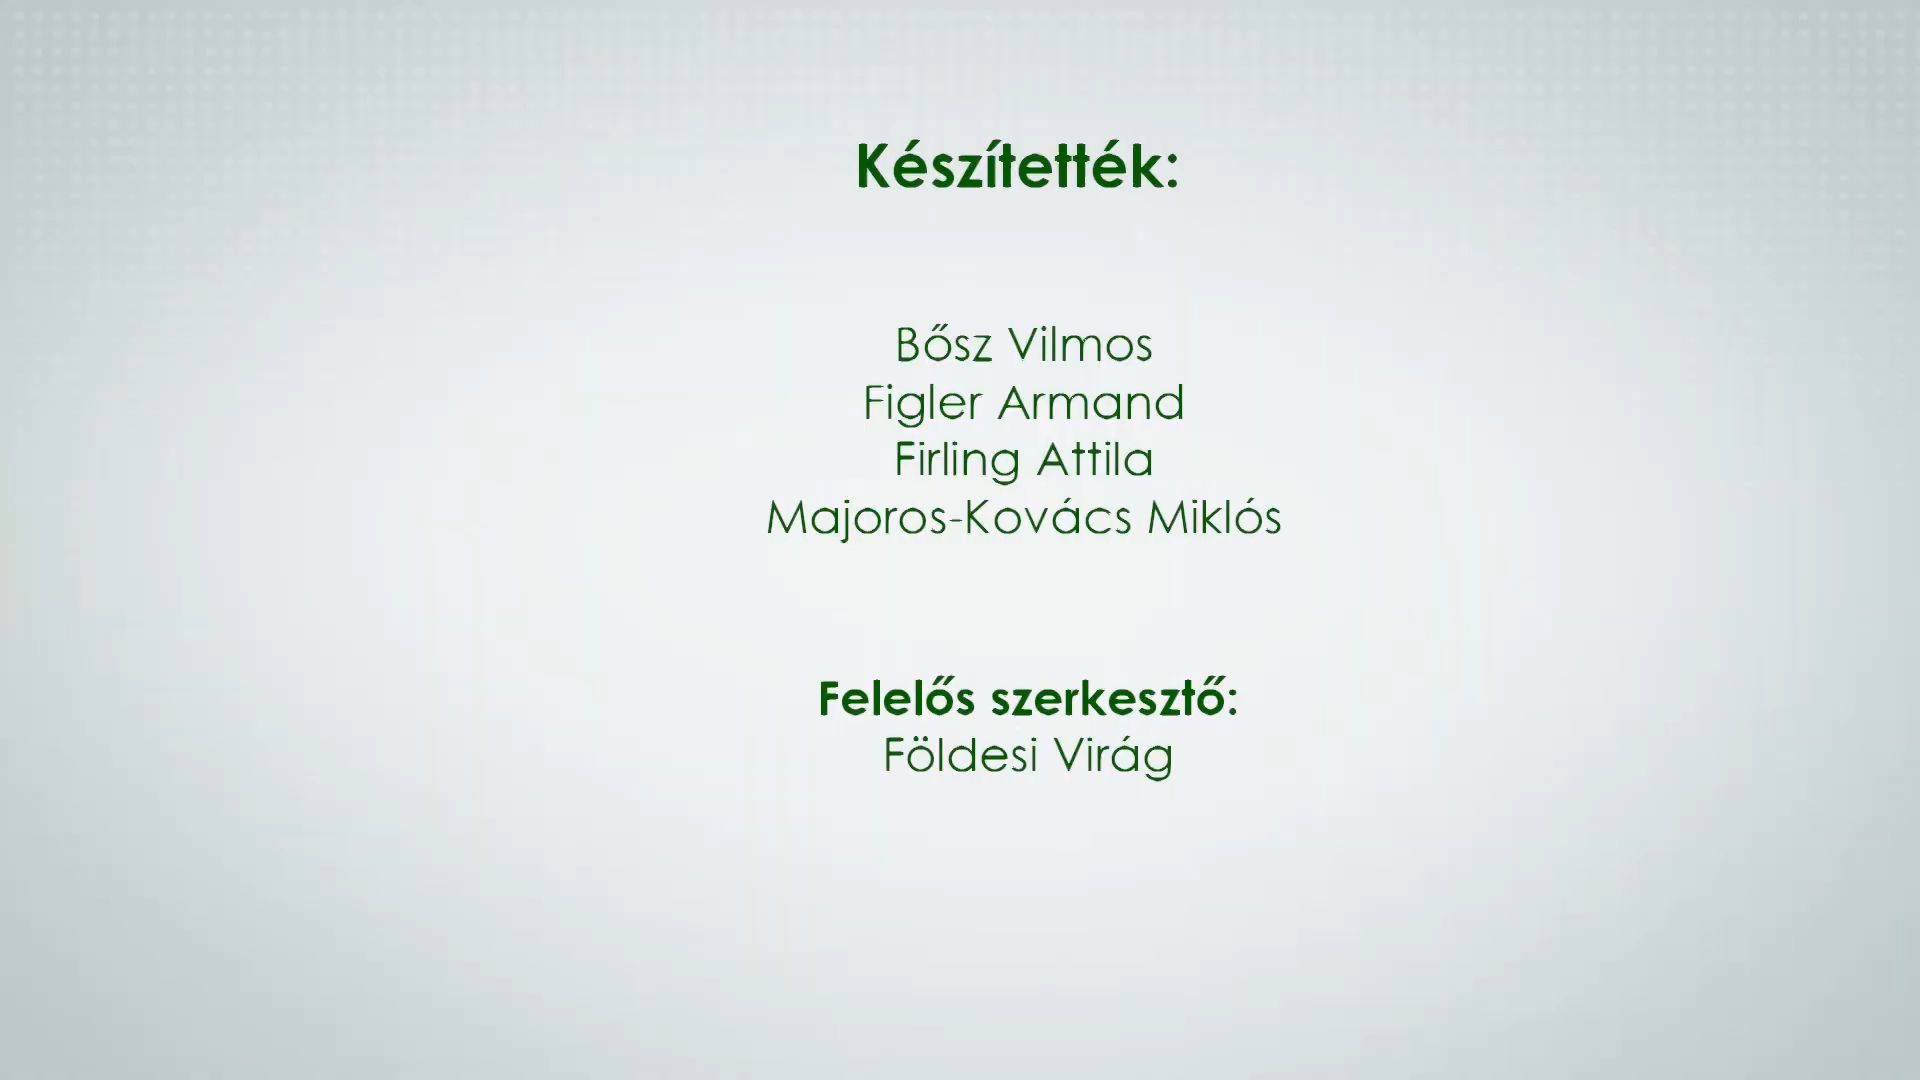 Készítették:
Bősz Vilmos
Figler Armand
Firling Attila
Majoros-Kovács Miklós
Felelős szerkesztő:
Földesi Virág